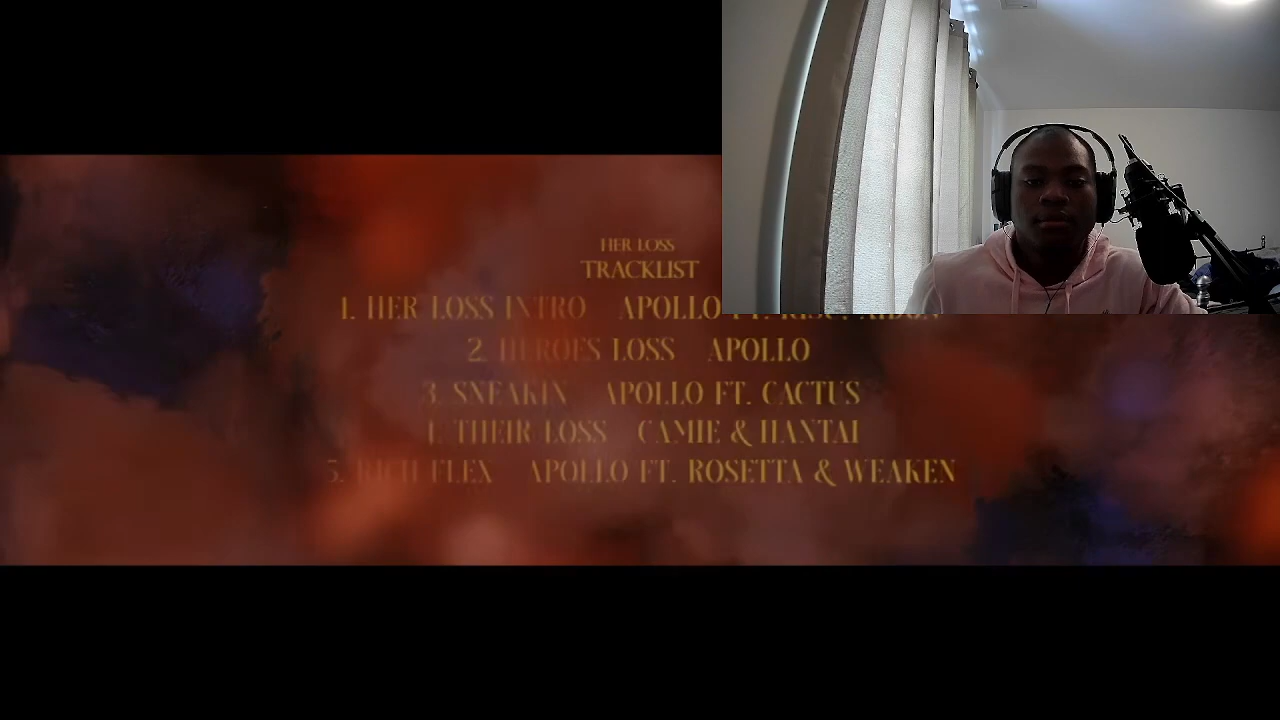 HER LOSS
TRACKLIST
1. HER LOSS INTRO APOLLO
2. HEROES LOSS APOLLO
3. SNEAKIN APOLLO FT. CACTUS
4. THEIR LOSS CAMIE & HANTAI
5. RICH FLEX APOLLO FT. ROSETTA & WEAKEN